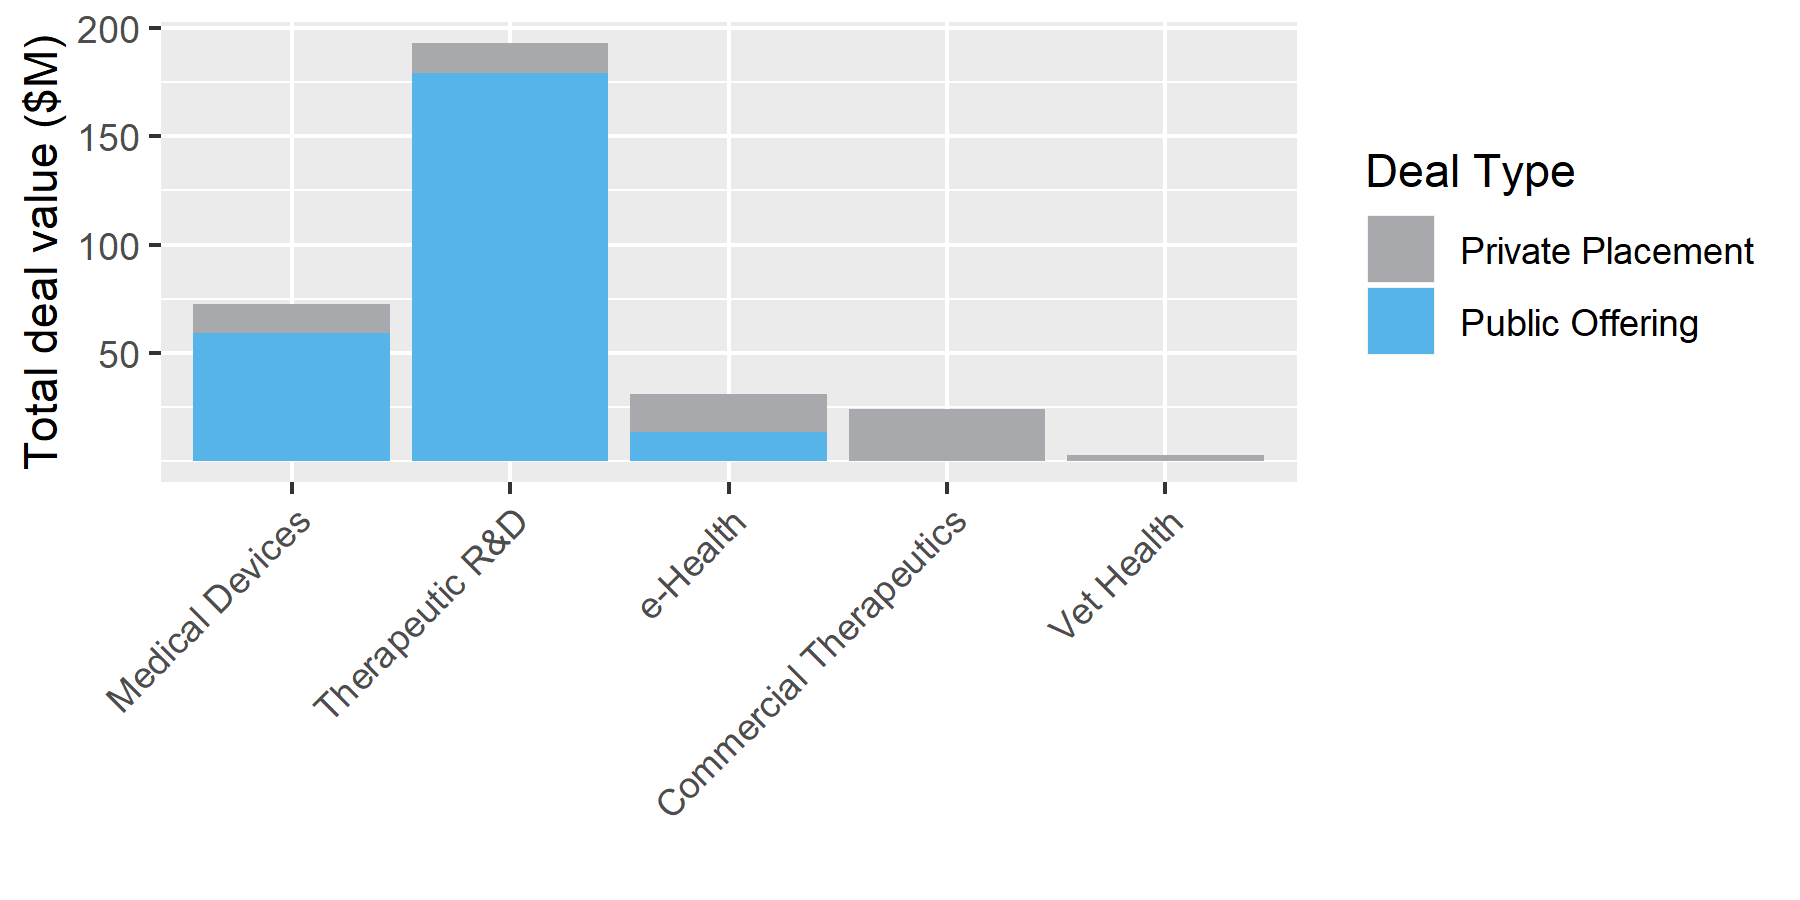 Total deal value ($M)
200
150
100
50
Medical Devices
Therapeutic R&D
e-Health
Commercial Therapeutics
Vet Health
Deal Type
Private Placement
Public Offering